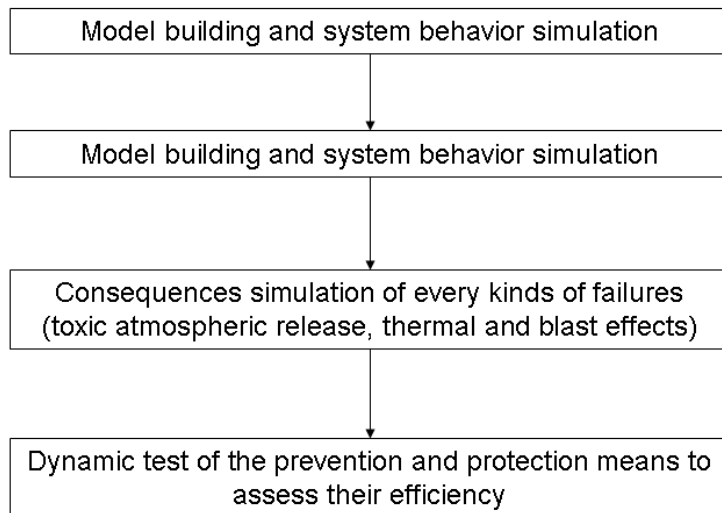 Model building and system behavior simulation
Model building and system behavior simulation
Consequences simulation of every kinds of failures
(toxic atmospheric release, thermal and blast effects)
Dynamic test of the prevention and protection means to
assess their efficiency